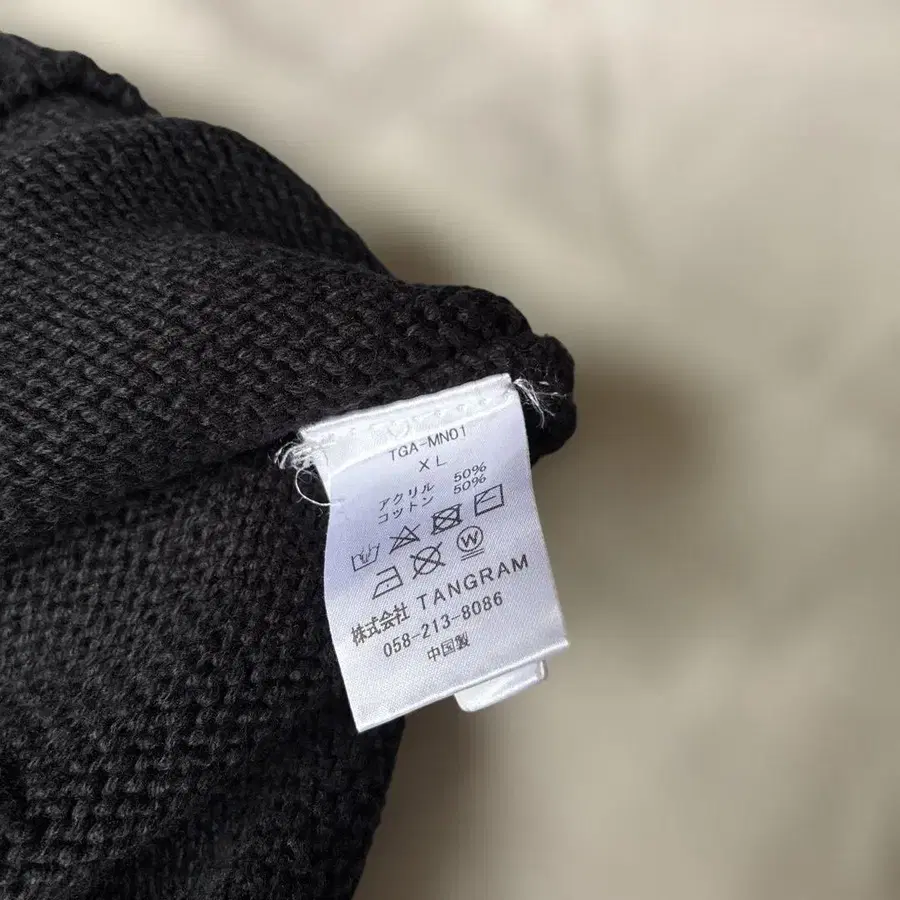 TGA-MN01
XL
アクリル 50%
コットン 50%
W
株式会社 TANGRAM
058-213-8086
中国製